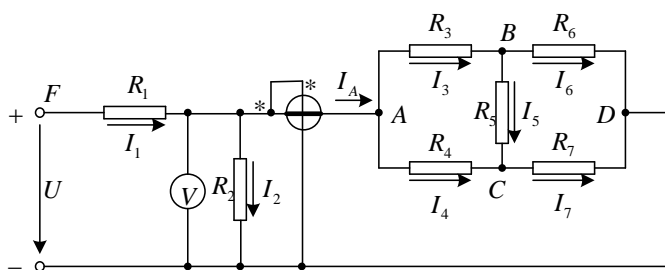 R3 B R6
F R1 * IA I3 I6
+ * A R5 I5 D
I1 R4 R7
U V R2 I2 C
I4 I7
−